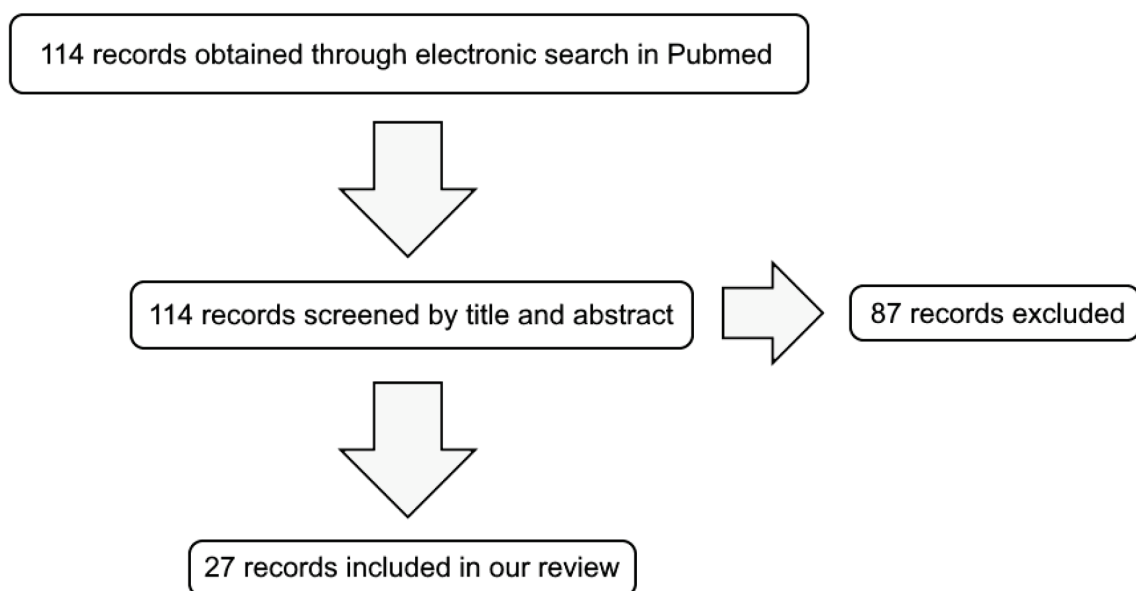 114 records obtained through electronic search in Pubmed
114 records screened by title and abstract
87 records excluded
27 records included in our review